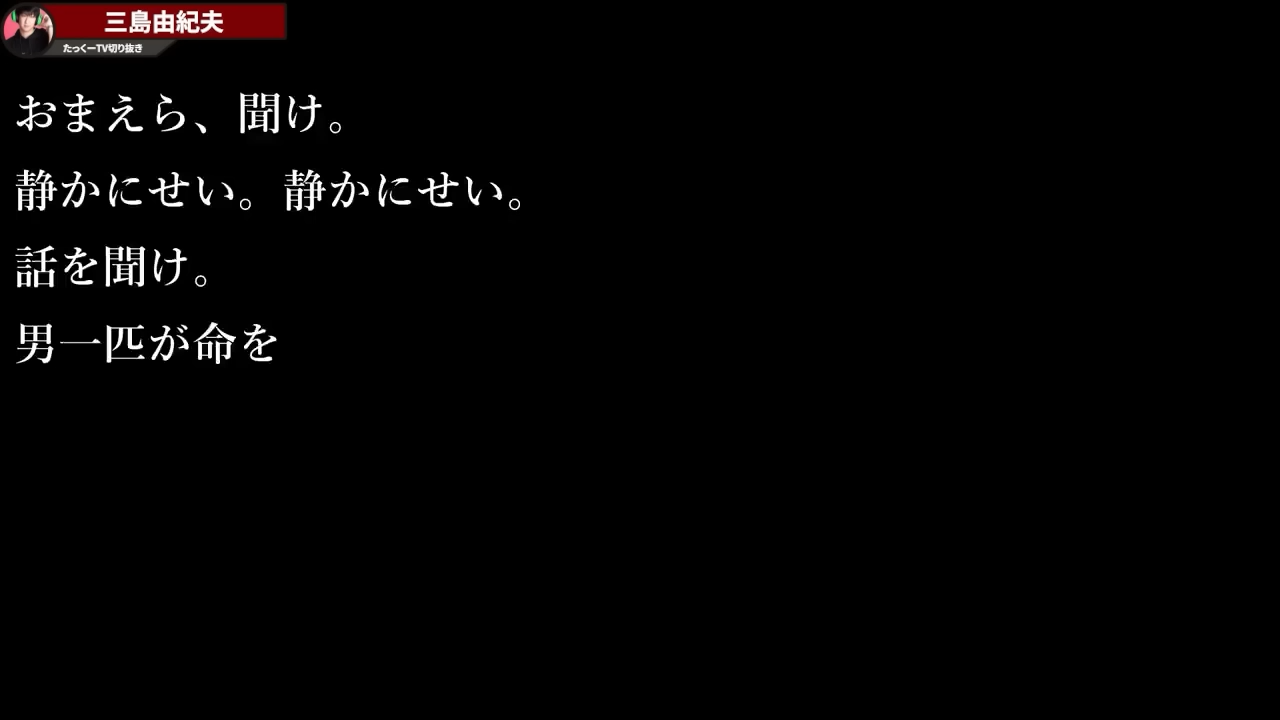 三島由紀夫
たっくーTV切り抜き
おまえら、聞け。
静かにせい。静かにせい。
話を聞け。
男一匹が命を